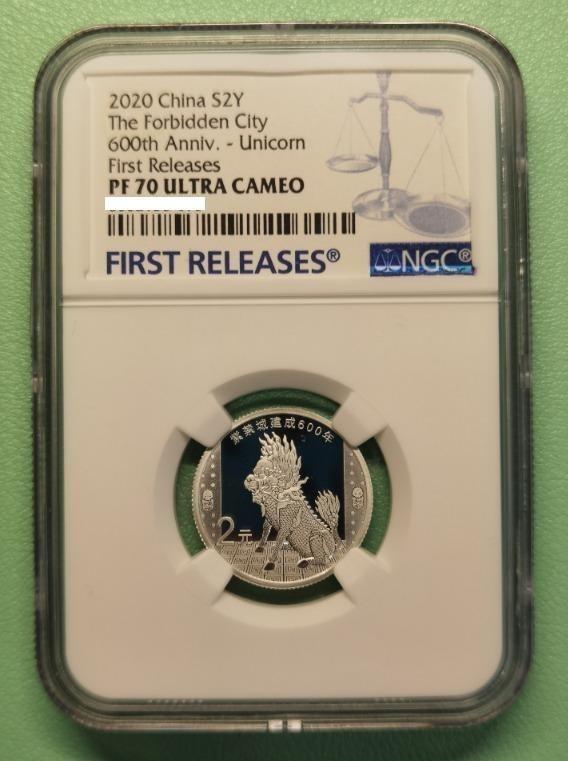 2020 China S2Y
The Forbidden City
600th Anniv. - Unicorn
First Releases
PF 70 ULTRA CAMEO
FIRST RELEASES®
NGC®
紫禁城建成600年
2元